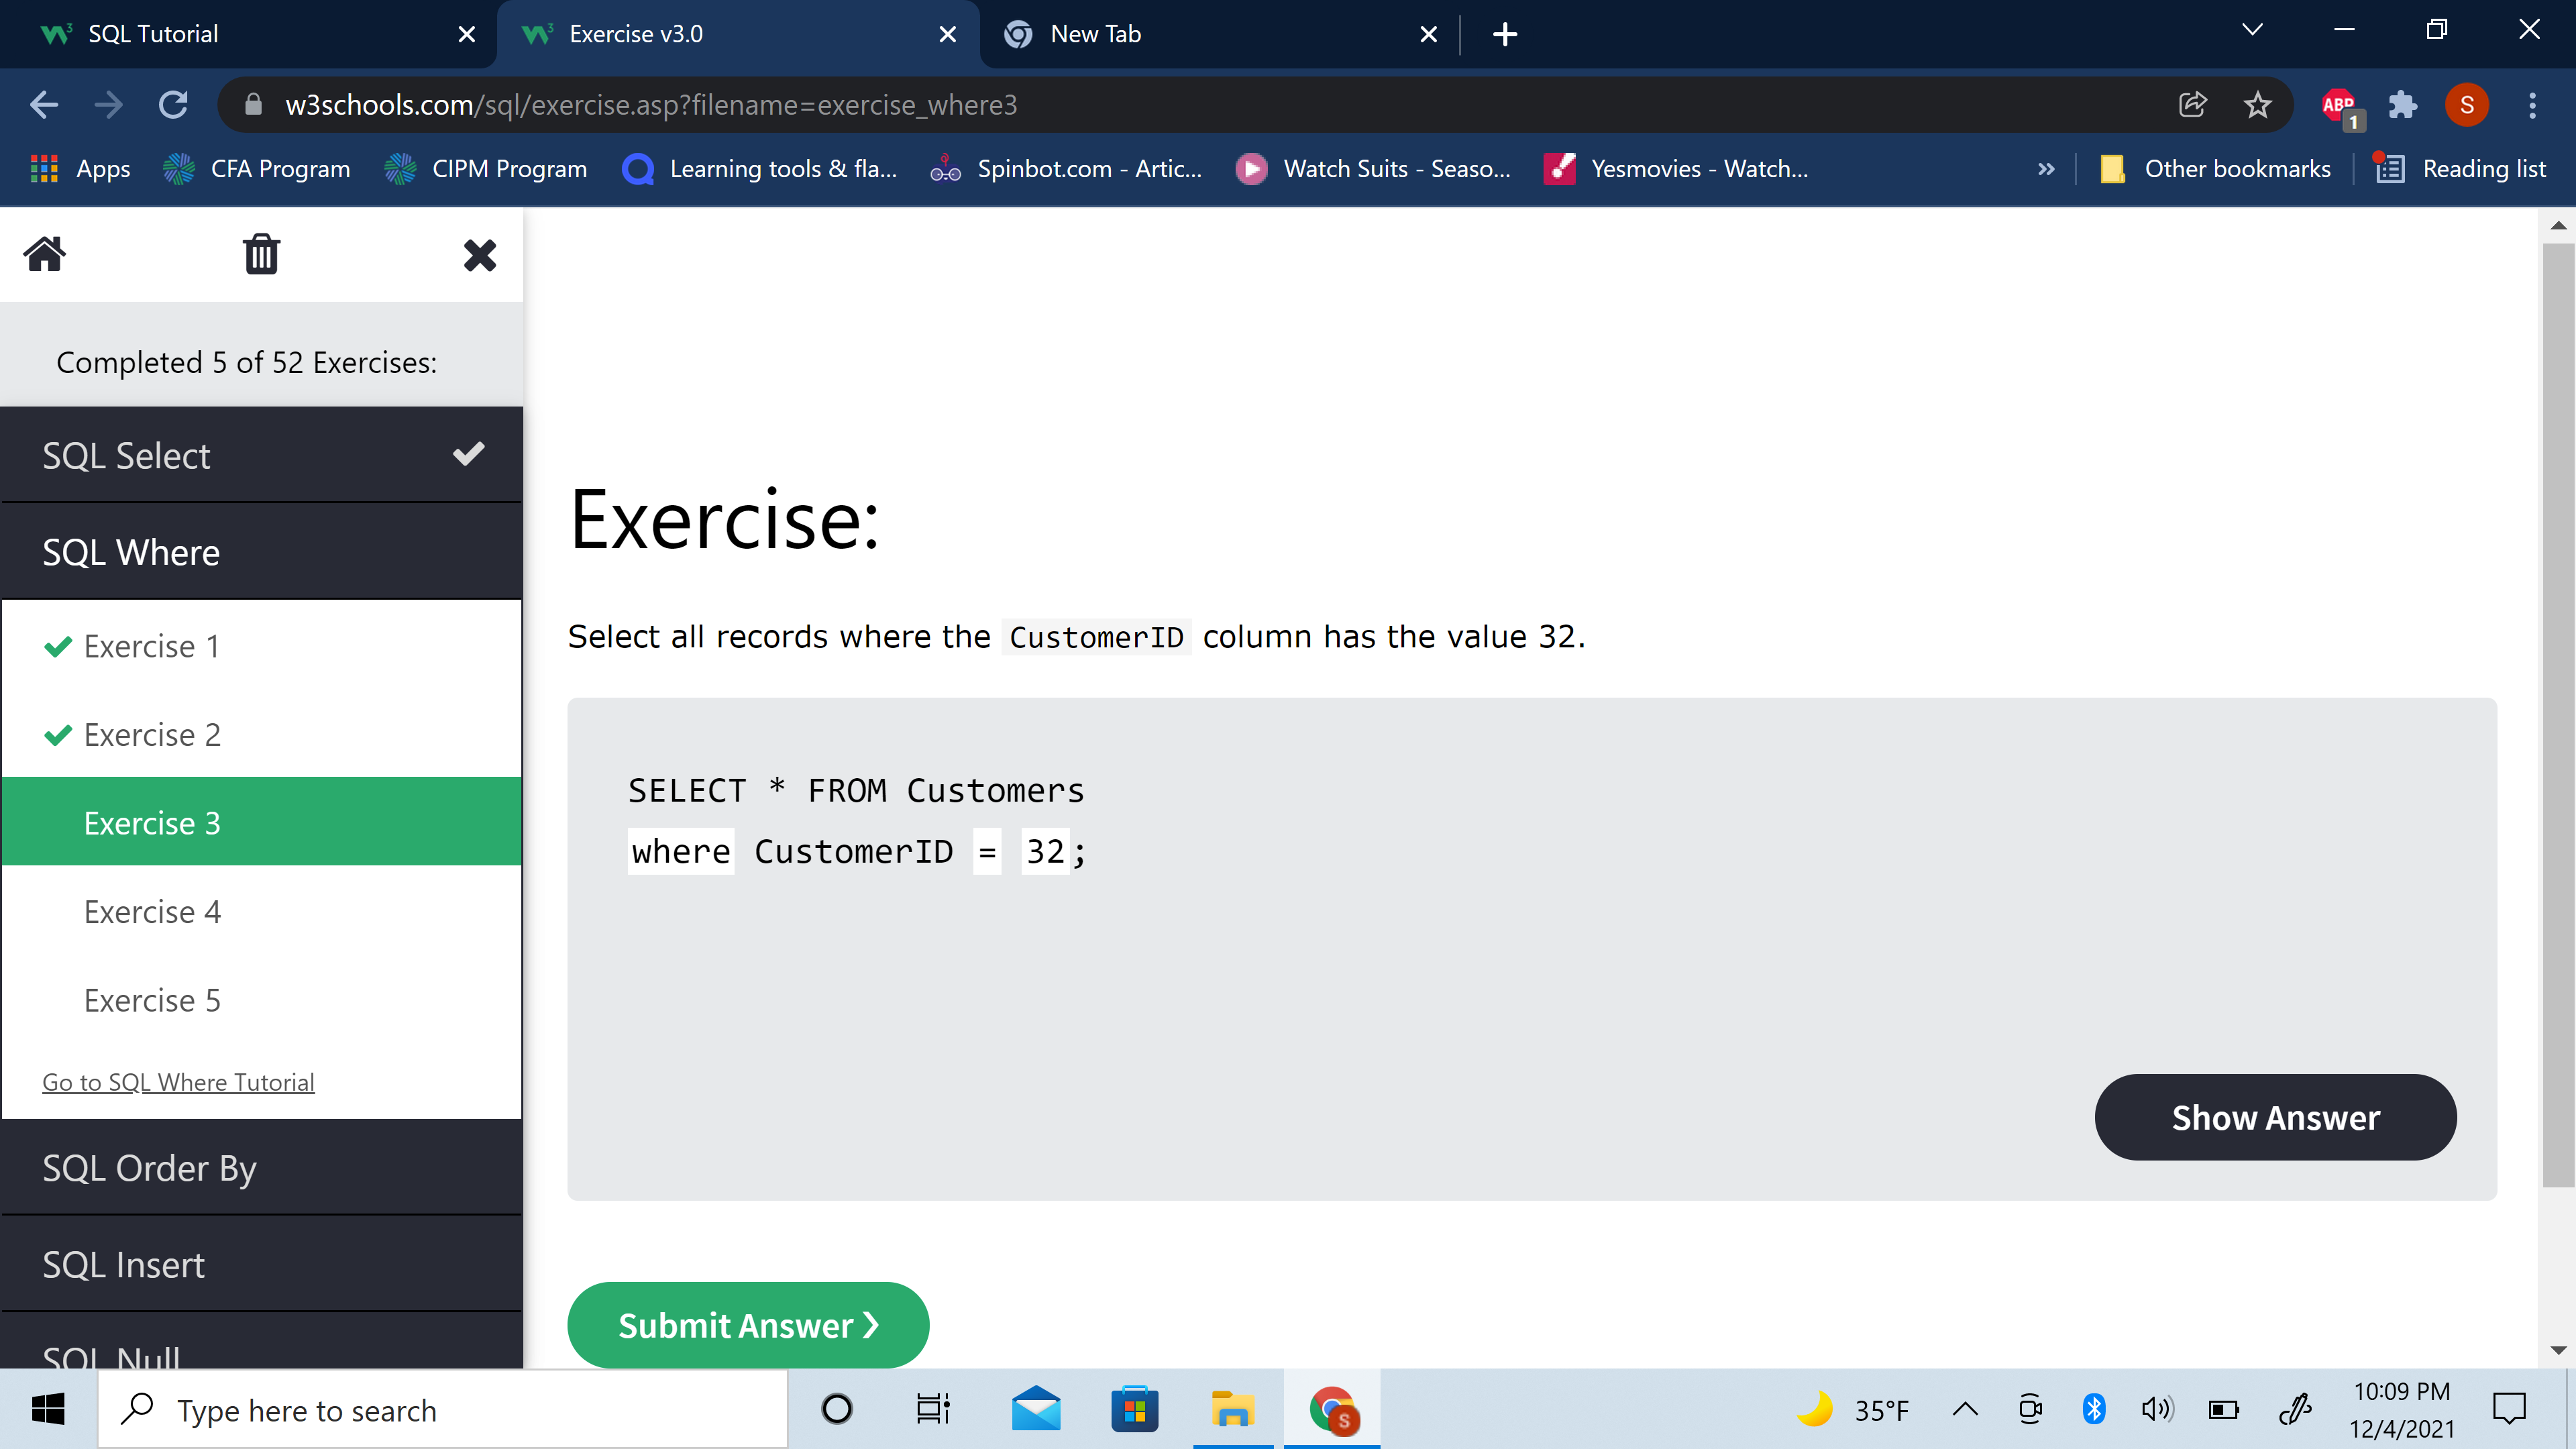 SQL Tutorial
Exercise v3.0
New Tab
w3schools.com/sql/exercise.asp?filename=exercise_where3
ABP
1
S
Apps
CFA Program
CIPM Program
Learning tools & fla...
Spinbot.com - Artic...
Watch Suits - Seaso...
Yesmovies - Watch...
»
Other bookmarks
Reading list
Completed 5 of 52 Exercises:
SQL Select
SQL Where
Exercise 1
Exercise 2
Exercise 3
Exercise 4
Exercise 5
Go to SQL Where Tutorial
SQL Order By
SQL Insert
SQL Null
Exercise:
Select all records where the CustomerID column has the value 32.
SELECT * FROM Customers
where CustomerID = 32;
Show Answer
Submit Answer ❯
Type here to search
S
35°F
10:09 PM
12/4/2021